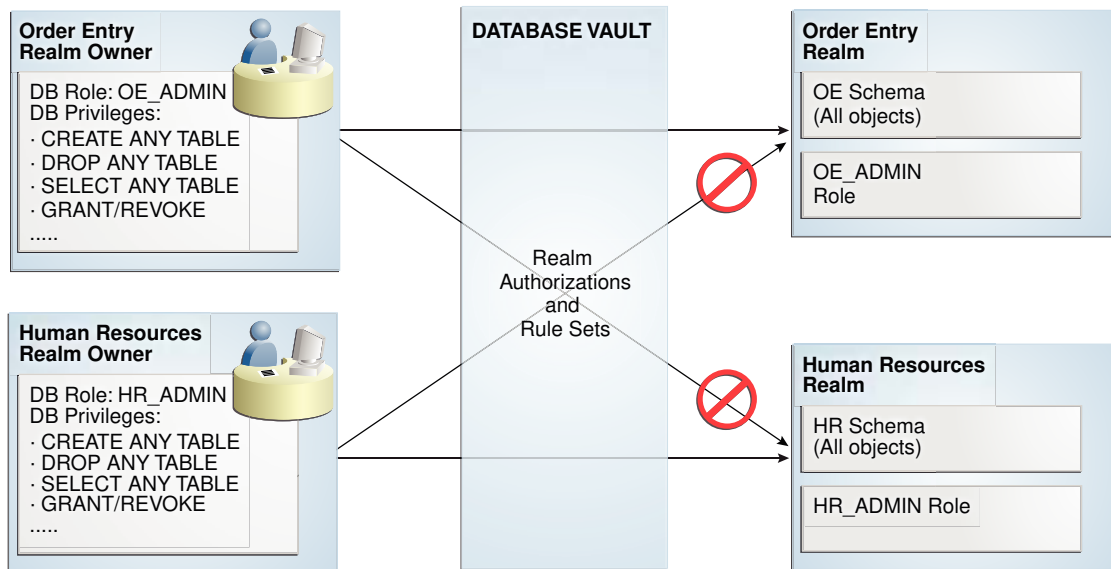 Order Entry
Realm Owner
DB Role: OE_ADMIN
DB Privileges:
· CREATE ANY TABLE
· DROP ANY TABLE
· SELECT ANY TABLE
· GRANT/REVOKE
.....
Human Resources
Realm Owner
DB Role: HR_ADMIN
DB Privileges:
· CREATE ANY TABLE
· DROP ANY TABLE
· SELECT ANY TABLE
· GRANT/REVOKE
.....
DATABASE VAULT
Realm
Authorizations
and
Rule Sets
Order Entry
Realm
OE Schema
(All objects)
OE_ADMIN
Role
Human Resources
Realm
HR Schema
(All objects)
HR_ADMIN Role